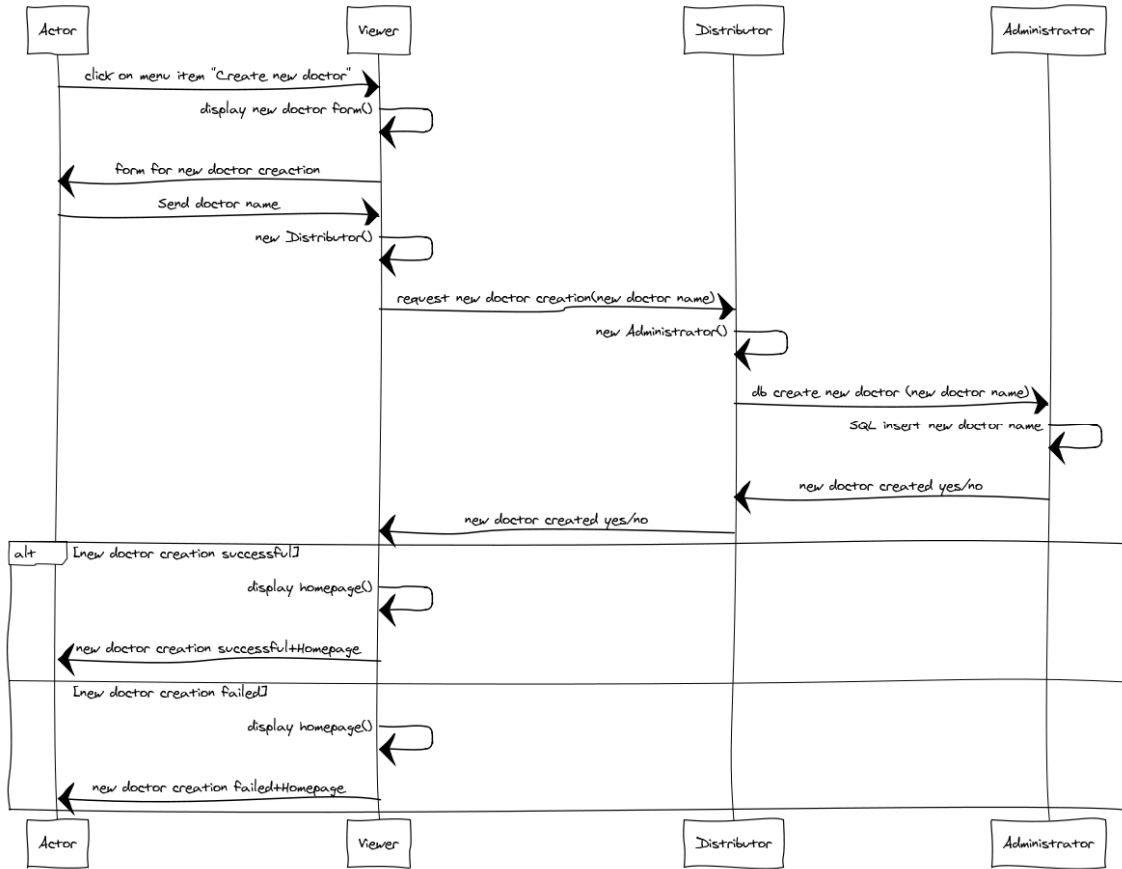 Actor
Viewer
Distributor
Administrator
click on menu item "Create new doctor"
display new doctor form()
form for new doctor creaction
Send doctor name
new Distributor()
request new doctor creation(new doctor name)
new Administrator()
db create new doctor (new doctor name)
SQL insert new doctor name
new doctor created yes/no
new doctor created yes/no
alt [new doctor creation successful]
display homepage()
new doctor creation successful+Homepage
[new doctor creation failed]
display homepage()
new doctor creation failed+Homepage
Actor
Viewer
Distributor
Administrator